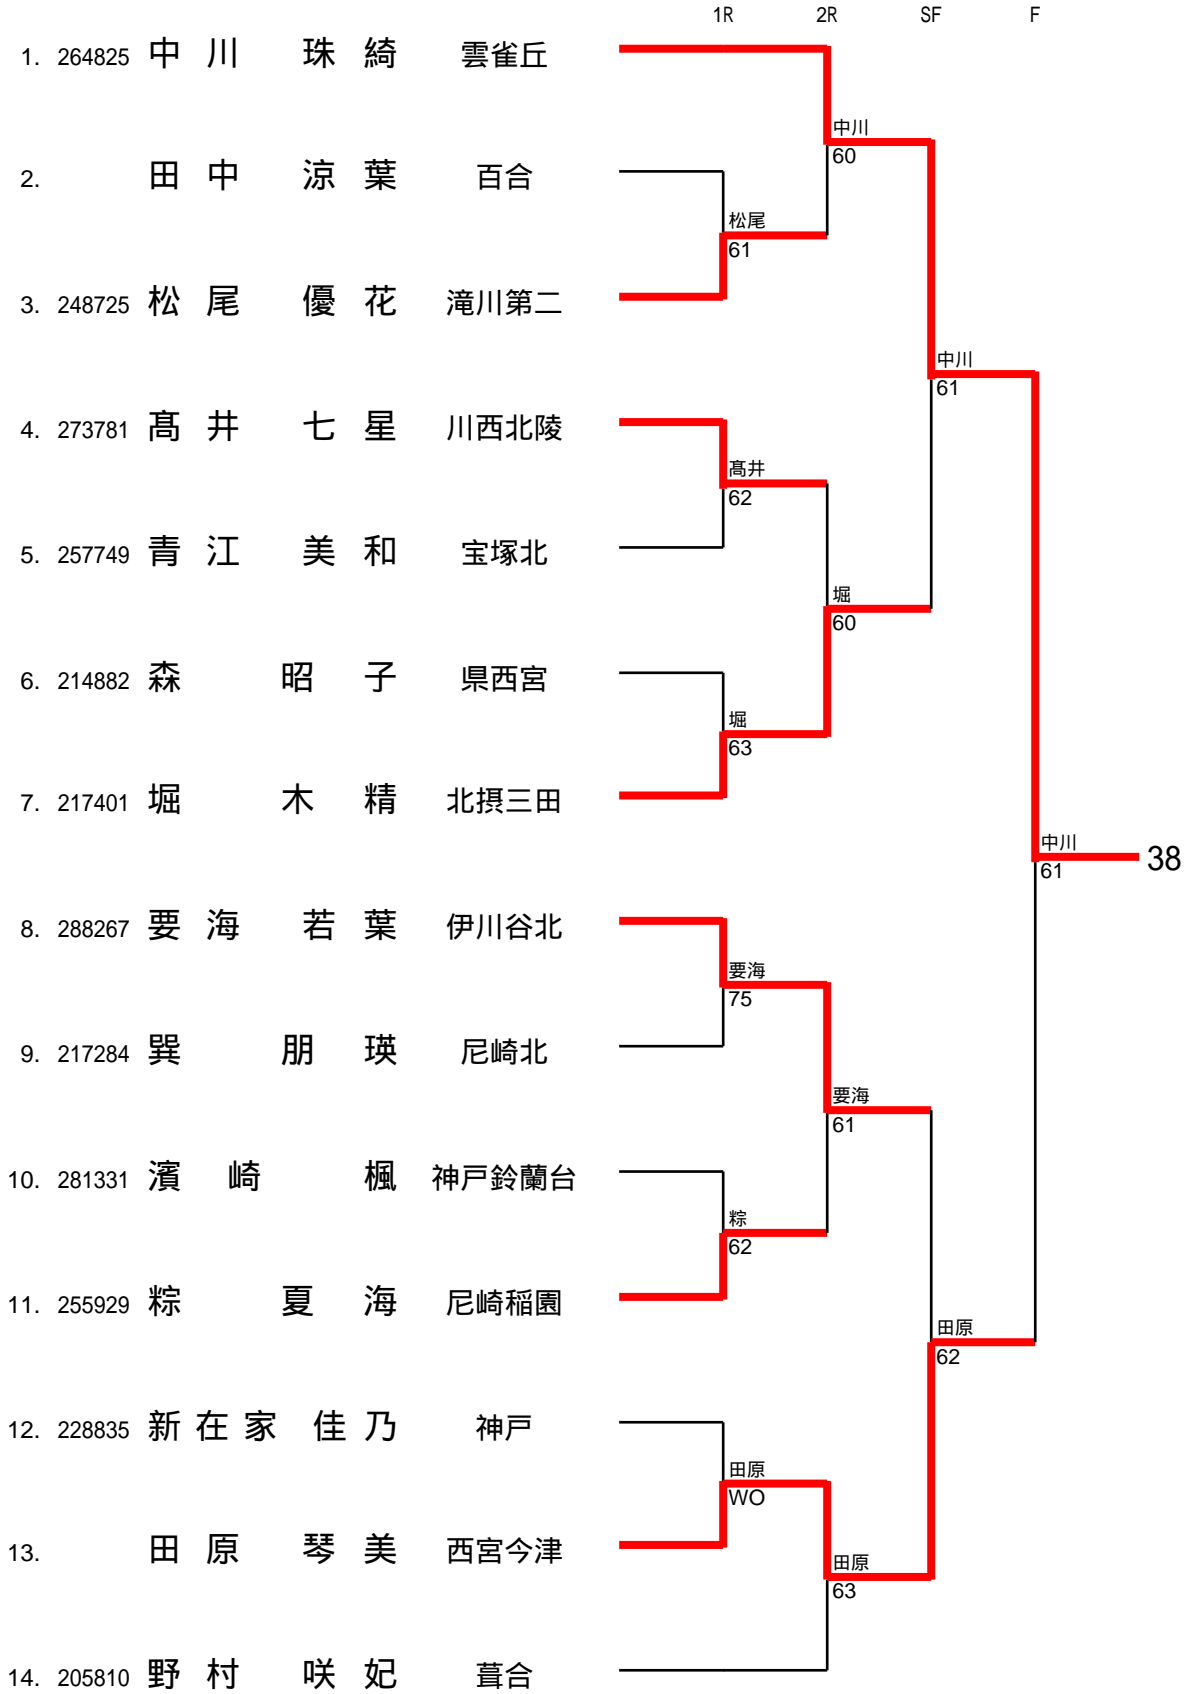 1R 2R SF F
1. 264825 中川 珠綺 雲雀丘
中川
60
2. 田中 涼葉 百合
松尾
61
3. 248725 松尾 優花 滝川第二
中川
61
4. 273781 髙井 七星 川西北陵
髙井
62
5. 257749 青江 美和 宝塚北
堀
60
6. 214882 森 昭子 県西宮
堀
63
7. 217401 堀 木精 北摂三田
中川
61
38
8. 288267 要海 若葉 伊川谷北
要海
75
9. 217284 巽 朋瑛 尼崎北
要海
61
10. 281331 濱崎 楓 神戸鈴蘭台
粽
62
11. 255929 粽 夏海 尼崎稲園
田原
62
12. 228835 新在家 佳乃 神戸
田原
WO
13. 田原 琴美 西宮今津
田原
63
14. 205810 野村 咲妃 葺合